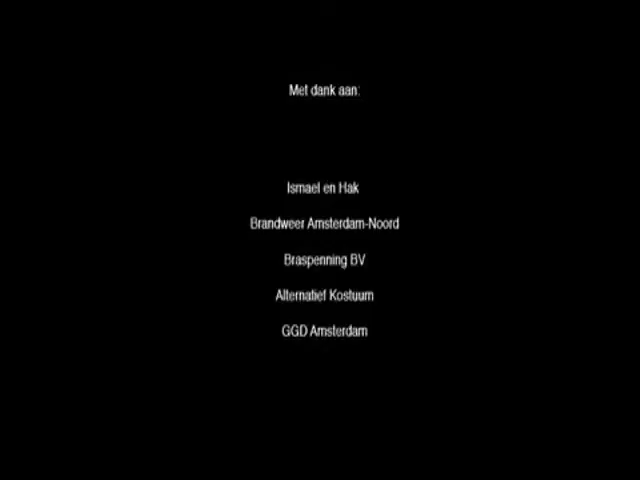 Met dank aan:
Ismael en Hak
Brandweer Amsterdam-Noord
Braspenning BV
Alternatief Kostuum
GGD Amsterdam